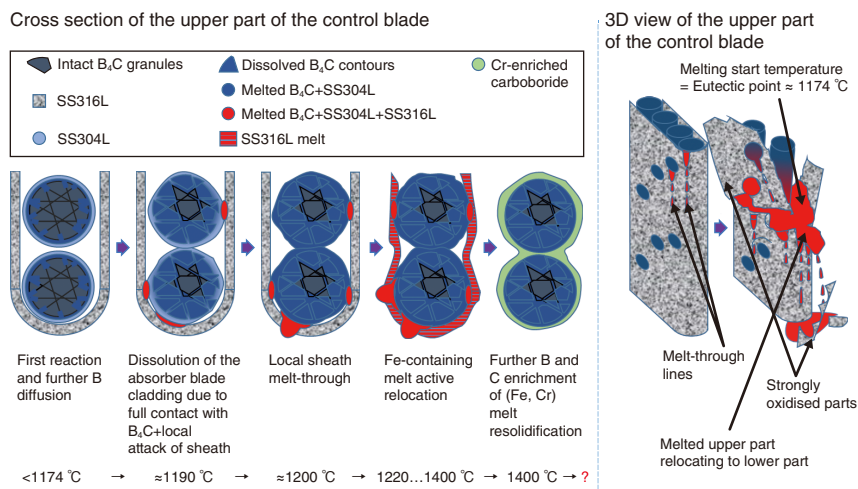 Cross section of the upper part of the control blade
Intact B₄C granules
SS316L
SS304L
Dissolved B₄C contours
Melted B₄C+SS304L
Melted B₄C+SS304L+SS316L
SS316L melt
Cr-enriched
carboboride
First reaction
and further B
diffusion
Dissolution of the
absorber blade
cladding due to
full contact with
B₄C+local
attack of sheath
Local sheath
melt-through
Fe-containing
melt active
relocation
Further B and
C enrichment
of (Fe, Cr)
melt
resolidification
<1174 ℃ → ≈1190 ℃ → ≈1200 ℃ → 1220...1400 ℃ → 1400 ℃ → ?
3D view of the upper part
of the control blade
Melting start temperature
= Eutectic point ≈ 1174 ℃
Melt-through
lines
Strongly
oxidised parts
Melted upper part
relocating to lower part